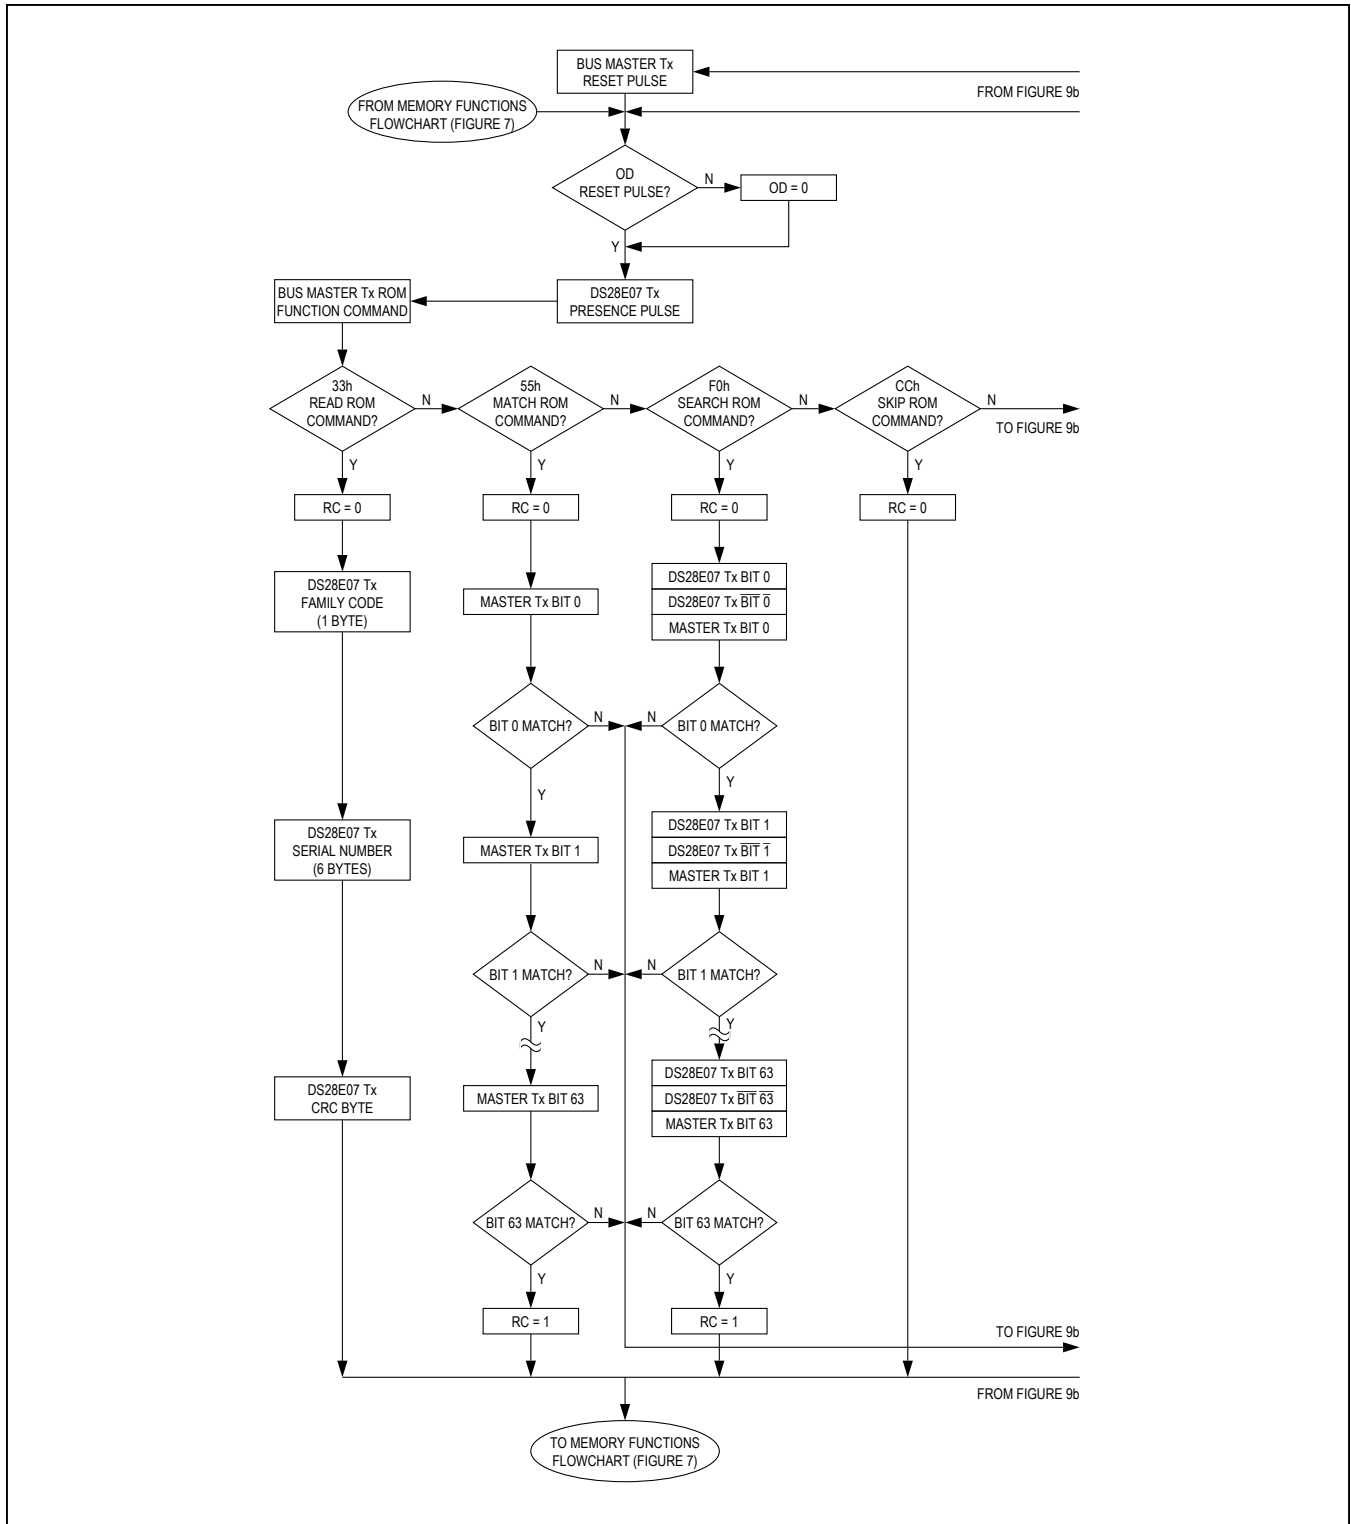 BUS MASTER Tx
RESET PULSE
FROM FIGURE 9b
FROM MEMORY FUNCTIONS
FLOWCHART (FIGURE 7)
OD
RESET PULSE?
N
OD = 0
Y
BUS MASTER Tx ROM
FUNCTION COMMAND
DS28E07 Tx
PRESENCE PULSE
33h
READ ROM
COMMAND?
N
55h
MATCH ROM
COMMAND?
N
F0h
SEARCH ROM
COMMAND?
N
CCh
SKIP ROM
COMMAND?
N
TO FIGURE 9b
Y
Y
Y
Y
RC = 0
RC = 0
RC = 0
RC = 0
DS28E07 Tx
FAMILY CODE
(1 BYTE)
MASTER Tx BIT 0
DS28E07 Tx BIT 0
DS28E07 Tx B̅I̅T̅ 0̅
MASTER Tx BIT 0
BIT 0 MATCH?
N
N
BIT 0 MATCH?
Y
Y
DS28E07 Tx
SERIAL NUMBER
(6 BYTES)
MASTER Tx BIT 1
DS28E07 Tx BIT 1
DS28E07 Tx B̅I̅T̅ 1̅
MASTER Tx BIT 1
BIT 1 MATCH?
N
N
BIT 1 MATCH?
Y
Y
DS28E07 Tx
CRC BYTE
MASTER Tx BIT 63
DS28E07 Tx BIT 63
DS28E07 Tx B̅I̅T̅ 6̅3̅
MASTER Tx BIT 63
BIT 63 MATCH?
N
N
BIT 63 MATCH?
Y
Y
RC = 1
RC = 1
TO FIGURE 9b
FROM FIGURE 9b
TO MEMORY FUNCTIONS
FLOWCHART (FIGURE 7)